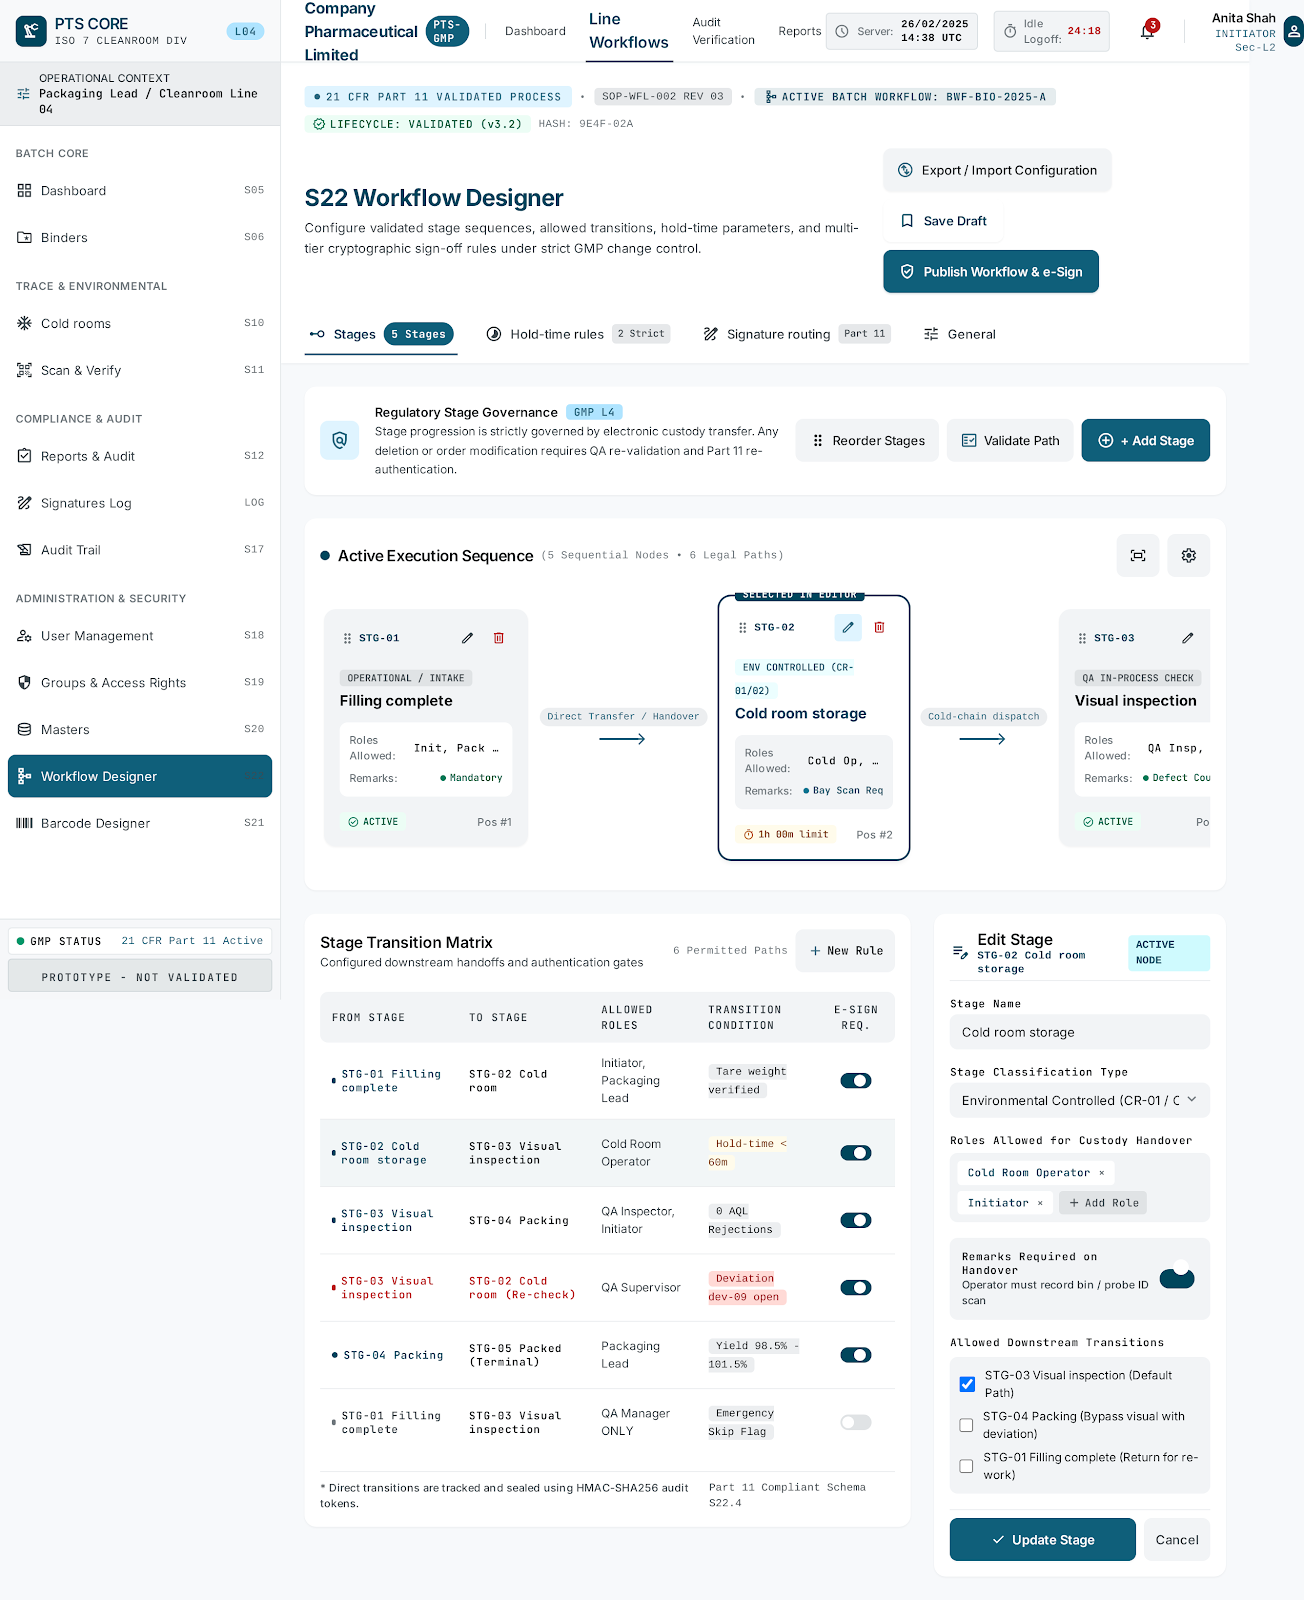 PTS CORE
ISO 7 CLEANROOM DIV
L04
OPERATIONAL CONTEXT
Packaging Lead / Cleanroom Line
04
BATCH CORE
Dashboard S05
Binders S06
TRACE & ENVIRONMENTAL
Cold rooms S10
Scan & Verify S11
COMPLIANCE & AUDIT
Reports & Audit S12
Signatures Log LOG
Audit Trail S17
ADMINISTRATION & SECURITY
User Management S18
Groups & Access Rights S19
Masters S20
Workflow Designer
Barcode Designer S21
GMP STATUS 21 CFR Part 11 Active
PROTOTYPE - NOT VALIDATED
Company
Pharmaceutical
Limited
PTS-
GMP
Dashboard
Line
Workflows
Audit
Verification
Reports
Server:
26/02/2025
14:38 UTC
Idle
Logoff:
24:18
3
Anita Shah
INITIATOR
Sec-L2
21 CFR PART 11 VALIDATED PROCESS • SOP-WFL-002 REV 03 • ACTIVE BATCH WORKFLOW: BWF-BIO-2025-A
LIFECYCLE: VALIDATED (v3.2) HASH: 9E4F-02A
S22 Workflow Designer
Configure validated stage sequences, allowed transitions, hold-time parameters, and multi-
tier cryptographic sign-off rules under strict GMP change control.
Export / Import Configuration
Save Draft
Publish Workflow & e-Sign
Stages 5 Stages
Hold-time rules 2 Strict
Signature routing Part 11
General
Regulatory Stage Governance GMP L4
Stage progression is strictly governed by electronic custody transfer. Any
deletion or order modification requires QA re-validation and Part 11 re-
authentication.
Reorder Stages
Validate Path
+ Add Stage
Active Execution Sequence (5 Sequential Nodes • 6 Legal Paths)
STG-01
OPERATIONAL / INTAKE
Filling complete
Roles
Allowed:
Init, Pack …
Remarks: Mandatory
ACTIVE Pos #1
Direct Transfer / Handover
SELECTED IN EDITOR
STG-02
ENV CONTROLLED (CR-
01/02)
Cold room storage
Roles
Allowed:
Cold Op, …
Remarks: Bay Scan Req
1h 00m limit Pos #2
Cold-chain dispatch
STG-03
QA IN-PROCESS CHECK
Visual inspection
Roles
Allowed:
QA Insp,
Remarks: Defect Cou
ACTIVE Po
Stage Transition Matrix
Configured downstream handoffs and authentication gates
6 Permitted Paths
+ New Rule
FROM STAGE
TO STAGE
ALLOWED
ROLES
TRANSITION
CONDITION
E-SIGN
REQ.
STG-01 Filling
complete
STG-02 Cold
room
Initiator,
Packaging
Lead
Tare weight
verified
STG-02 Cold
room storage
STG-03 Visual
inspection
Cold Room
Operator
Hold-time <
60m
STG-03 Visual
inspection
STG-04 Packing
QA Inspector,
Initiator
0 AQL
Rejections
STG-03 Visual
inspection
STG-02 Cold
room (Re-check)
QA Supervisor
Deviation
dev-09 open
STG-04 Packing
STG-05 Packed
(Terminal)
Packaging
Lead
Yield 98.5% -
101.5%
STG-01 Filling
complete
STG-03 Visual
inspection
QA Manager
ONLY
Emergency
Skip Flag
* Direct transitions are tracked and sealed using HMAC-SHA256 audit
tokens.
Part 11 Compliant Schema
S22.4
Edit Stage
STG-02 Cold room
storage
ACTIVE
NODE
Stage Name
Cold room storage
Stage Classification Type
Environmental Controlled (CR-01 / C
Roles Allowed for Custody Handover
Cold Room Operator ×
Initiator ×
+ Add Role
Remarks Required on
Handover
Operator must record bin / probe ID
scan
Allowed Downstream Transitions
STG-03 Visual inspection (Default
Path)
STG-04 Packing (Bypass visual with
deviation)
STG-01 Filling complete (Return for re-
work)
Update Stage
Cancel